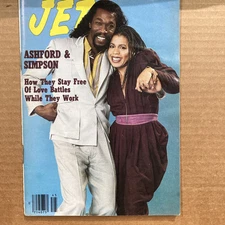 JET
ASHFORD &
SIMPSON
How They Stay Free
Of Love Battles
While They Work